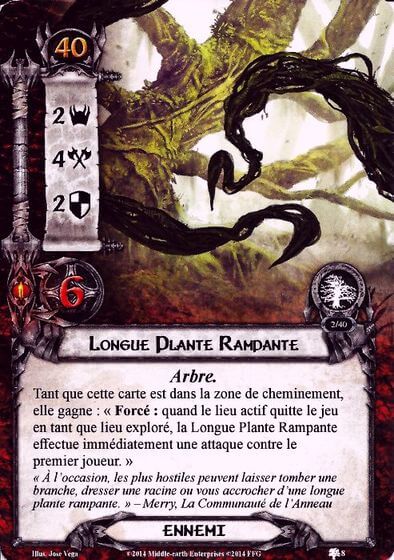 40
2
4
2
6
2/40
Longue Plante Rampante
Arbre.
Tant que cette carte est dans la zone de cheminement,
elle gagne : « Forcé : quand le lieu actif quitte le jeu
en tant que lieu exploré, la Longue Plante Rampante
effectue immédiatement une attaque contre le
premier joueur. »
« À l'occasion, les plus hostiles peuvent laisser tomber une
branche, dresser une racine ou vous accrocher d'une longue
plante rampante. » – Merry, La Communauté de l'Anneau
ENNEMI
Illus. Jose Vega ©2014 Middle-earth Enterprises ©2014 FFG 8